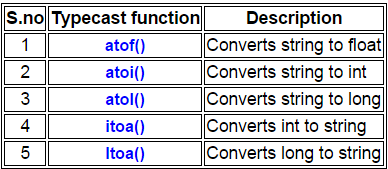 S.no Typecast function Description
1 atof() Converts string to float
2 atoi() Converts string to int
3 atol() Converts string to long
4 itoa() Converts int to string
5 ltoa() Converts long to string